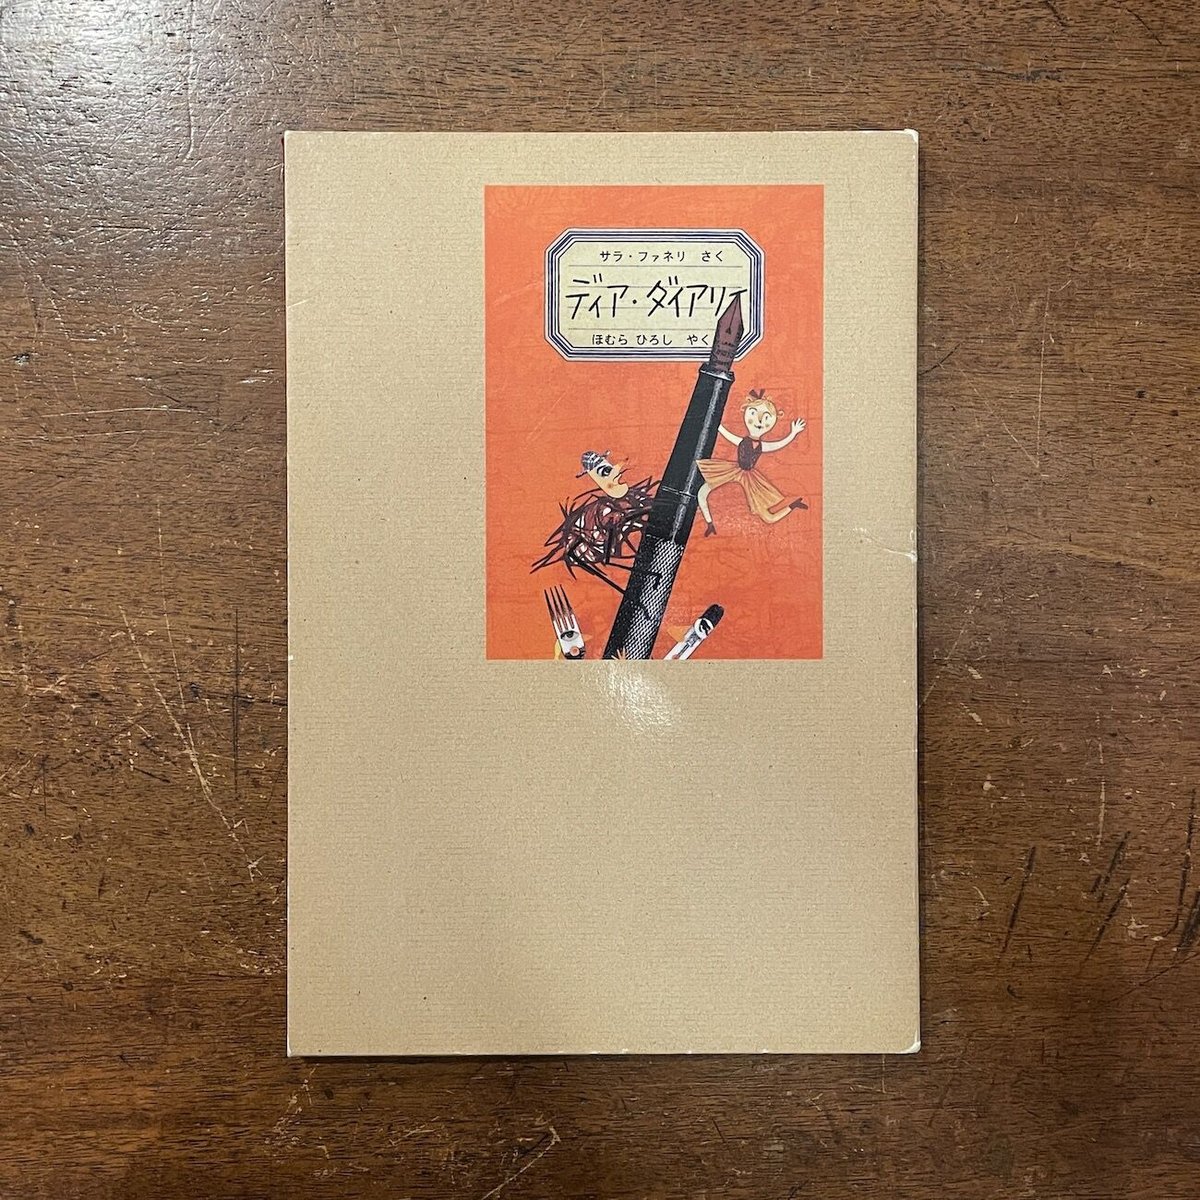 サラ・ファネリ さく
ディア・ダイアリィ
ほむら ひろし やく